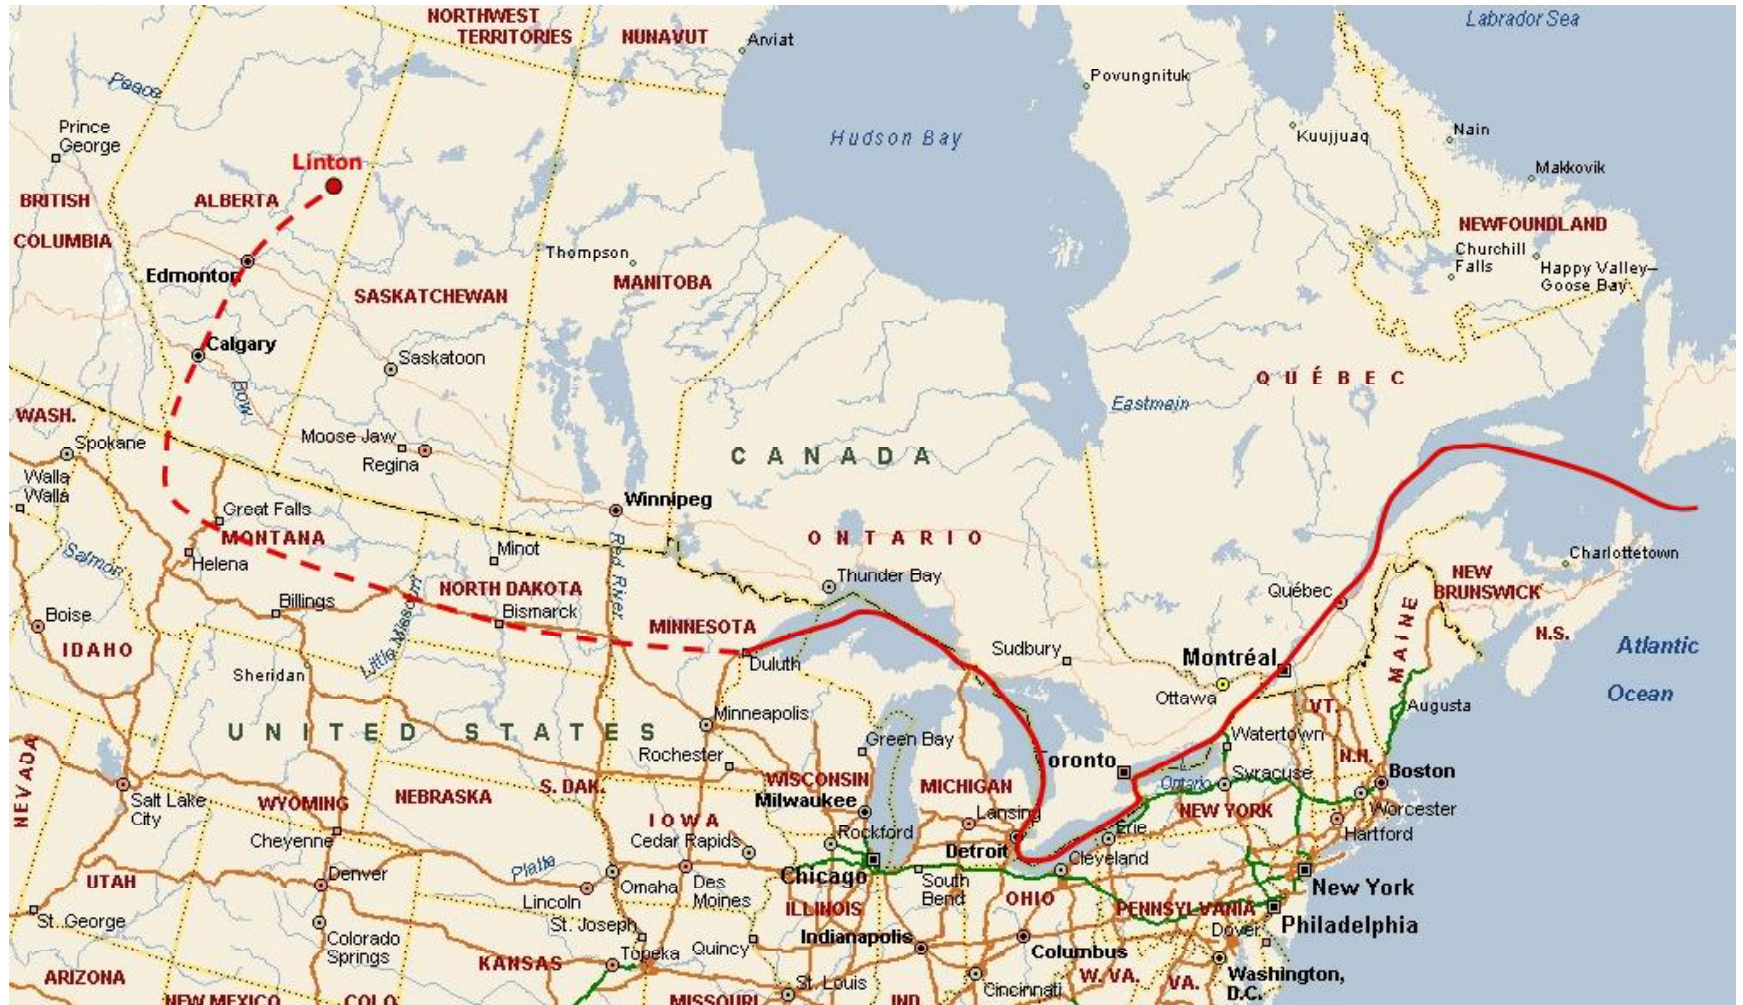 NORTHWEST
TERRITORIES
NUNAVUT
Arviat
Labrador Sea
Povungnituk
Peace
Prince
George
Hudson Bay
Kuujjuaq
Nain
Makkovik
Linton
BRITISH
COLUMBIA
ALBERTA
NEWFOUNDLAND
Churchill
Falls
Happy Valley-
Goose Bay
Edmonton
Thompson
MANITOBA
SASKATCHEWAN
Calgary
Saskatoon
QUÉBEC
Bow
Eastmain
WASH.
Spokane
Moose Jaw
Regina
CANADA
Walla
Walla
Winnipeg
Great Falls
MONTANA
ONTARIO
Helena
Salmon
Minot
Red River
Thunder Bay
Charlottetown
NEW
BRUNSWICK
NORTH DAKOTA
Bismarck
Billings
Little Missouri
Québec
Boise
IDAHO
MINNESOTA
Duluth
Sudbury
Montréal
Ottawa
MAINE
N.S.
Atlantic
Ocean
Sheridan
UNITED STATES
Minneapolis
Rochester
Green Bay
VT.
Augusta
Watertown
N.H.
NEVADA
Toronto
Ontario
Syracuse
Boston
Salt Lake
City
WYOMING
NEBRASKA
S. DAK.
WISCONSIN
Milwaukee
MICHIGAN
Lansing
NEW YORK
Worcester
Hartford
Cheyenne
IOWA
Cedar Rapids
Rockford
Detroit
Erie
Cleveland
UTAH
Denver
Platte
Omaha
Lincoln
Des
Moines
Chicago
South
Bend
OHIO
PENNSYLVANIA
New York
Philadelphia
St. George
Colorado
Springs
St. Joseph
Topeka
Quincy
ILLINOIS
Indianapolis
Columbus
Dover
ARIZONA
KANSAS
St. Louis
Cincinnati
W. VA.
VA.
Washington,
D.C.
NEW MEXICO
COLO.
MISSOURI
IND.